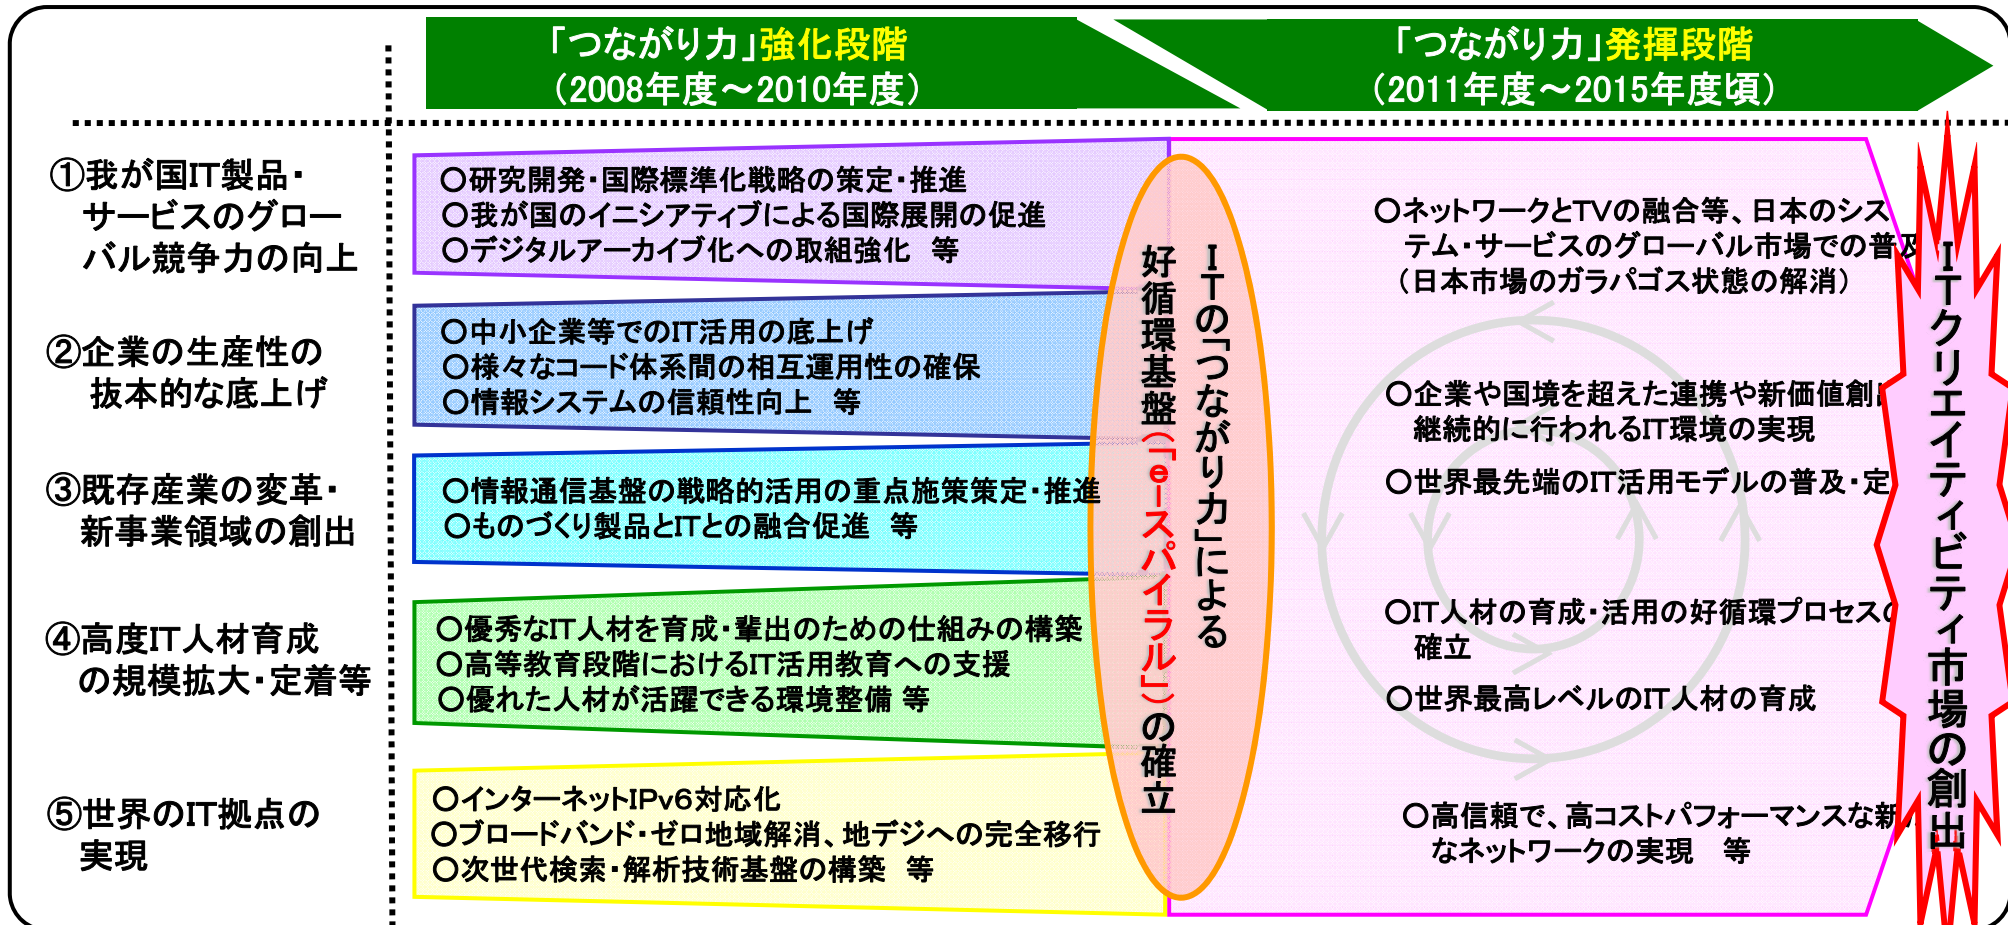 「つながり力」強化段階
（2008年度～2010年度）
「つながり力」発揮段階
（2011年度～2015年度頃）
①我が国IT製品・
サービスのグロー
バル競争力の向上
○研究開発・国際標準化戦略の策定・推進
○我が国のイニシアティブによる国際展開の促進
○デジタルアーカイブ化への取組強化　等
②企業の生産性の
抜本的な底上げ
○中小企業等でのIT活用の底上げ
○様々なコード体系間の相互運用性の確保
○情報システムの信頼性向上　等
③既存産業の変革・
新事業領域の創出
○情報通信基盤の戦略的活用の重点施策策定・推進
○ものづくり製品とITとの融合促進　等
④高度IT人材育成
の規模拡大・定着等
○優秀なIT人材を育成・輩出のための仕組みの構築
○高等教育段階におけるIT活用教育への支援
○優れた人材が活躍できる環境整備 等
⑤世界のIT拠点の
実現
○インターネットIPv6対応化
○ブロードバンド・ゼロ地域解消、地デジへの完全移行
○次世代検索・解析技術基盤の構築　等
ITの「つながり力」による
好循環基盤（「e-スパイラル」）の確立
○ネットワークとTVの融合等、日本のシス
テム・サービスのグローバル市場での普及
（日本市場のガラパゴス状態の解消）
○企業や国境を超えた連携や新価値創
継続的に行われるIT環境の実現
○世界最先端のIT活用モデルの普及・定
○IT人材の育成・活用の好循環プロセスの
確立
○世界最高レベルのIT人材の育成
○高信頼で、高コストパフォーマンスな新
なネットワークの実現　等
ITクリエイティビティ市場の創出